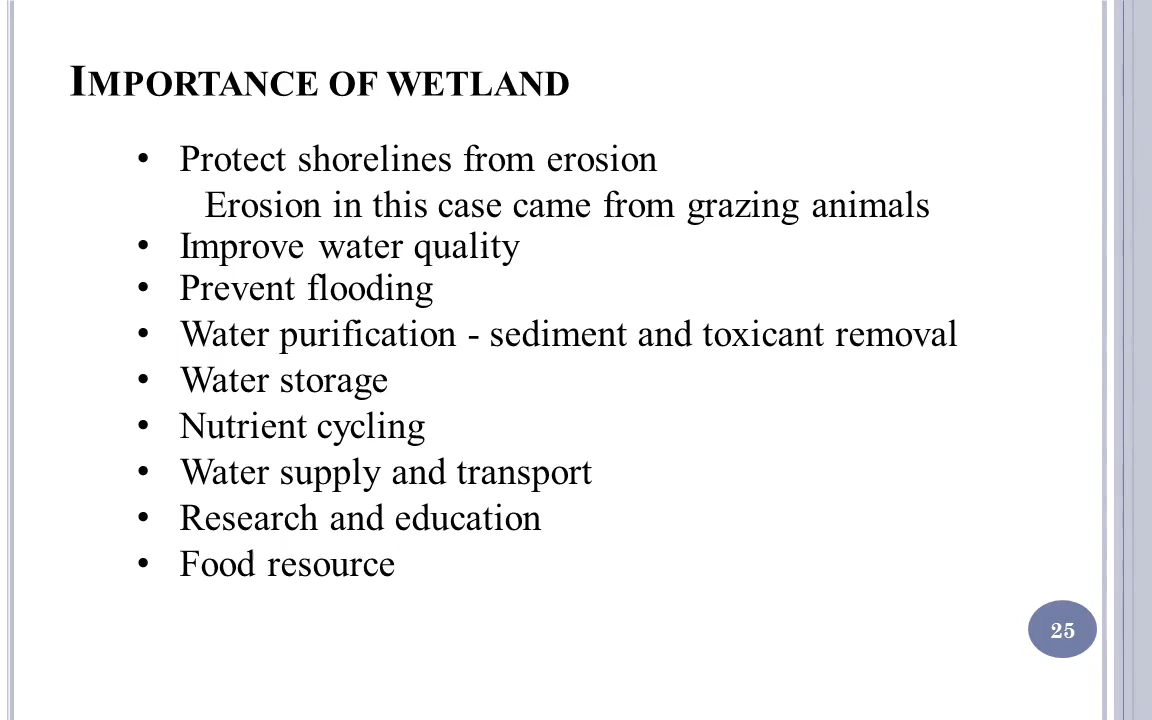 IMPORTANCE OF WETLAND
• Protect shorelines from erosion
Erosion in this case came from grazing animals
• Improve water quality
• Prevent flooding
• Water purification - sediment and toxicant removal
• Water storage
• Nutrient cycling
• Water supply and transport
• Research and education
• Food resource
25